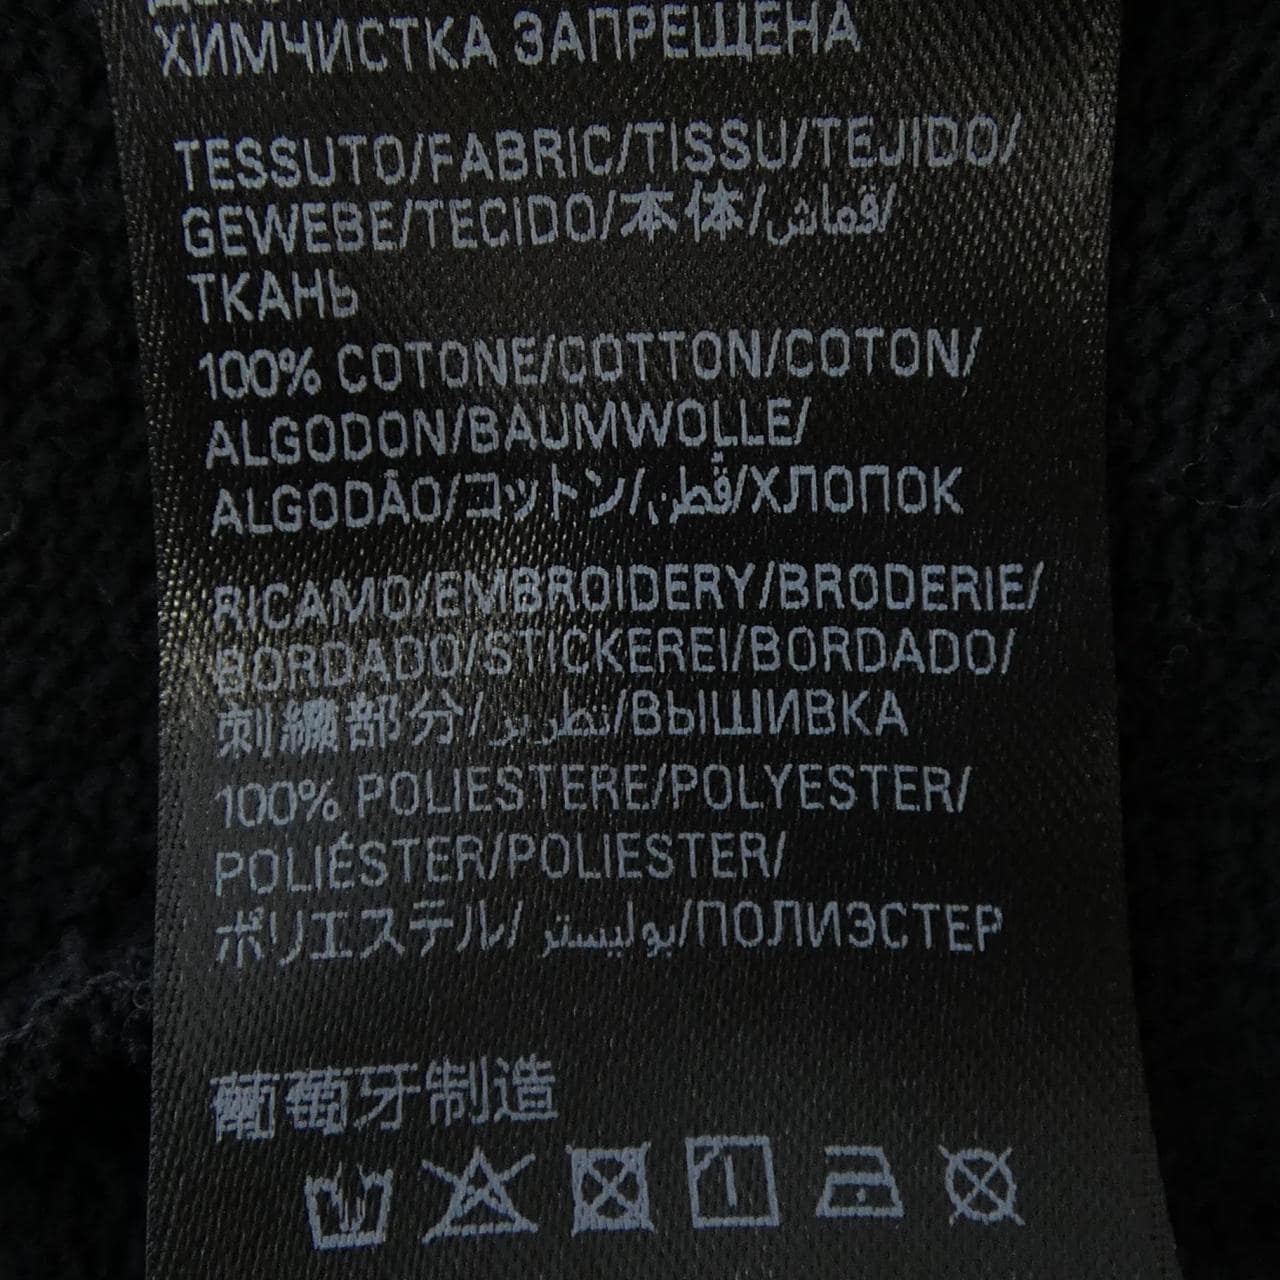 ХИМЧИСТКА ЗАПРЕЩЕНА
TESSUTO/FABRIC/TISSU/TEJIDO/
GEWEBE/TECIDO/本体/قماش/
ТКАНЬ
100% COTONE/COTTON/COTON/
ALGODON/BAUMWOLLE/
ALGODÃO/コットン/قطن/ХЛОПОК
RICAMO/EMBROIDERY/BRODERIE/
BORDADO/STICKEREI/BORDADO/
刺繍部分/تطريز/ВЫШИВКА
100% POLIESTERE/POLYESTER/
POLIÉSTER/POLIESTER/
ポリエステル/بوليستر/ПОЛИЭСТЕР
葡萄牙制造